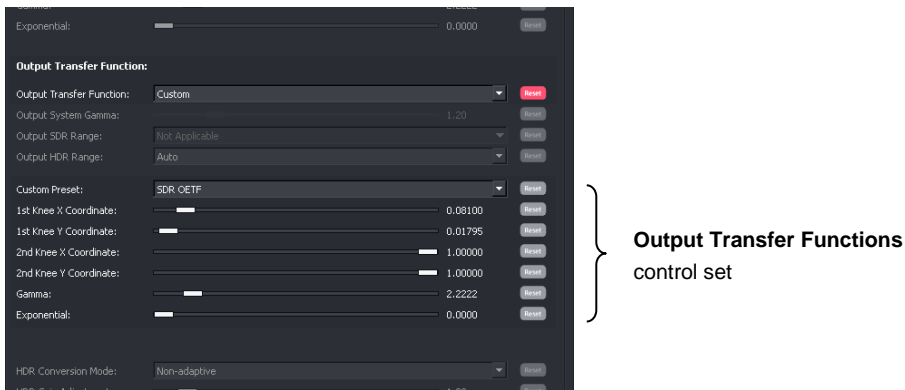 Exponential: 0.0000 Reset
Output Transfer Function:
Output Transfer Function: Custom Reset
Output System Gamma: 1.20 Reset
Output SDR Range: Not Applicable Reset
Output HDR Range: Auto Reset
Custom Preset: SDR OETF Reset
1st Knee X Coordinate: 0.08100 Reset
1st Knee Y Coordinate: 0.01795 Reset
2nd Knee X Coordinate: 1.00000 Reset
2nd Knee Y Coordinate: 1.00000 Reset
Gamma: 2.2222 Reset
Exponential: 0.0000 Reset
Output Transfer Functions
control set
HDR Conversion Mode: Non-adaptive Reset